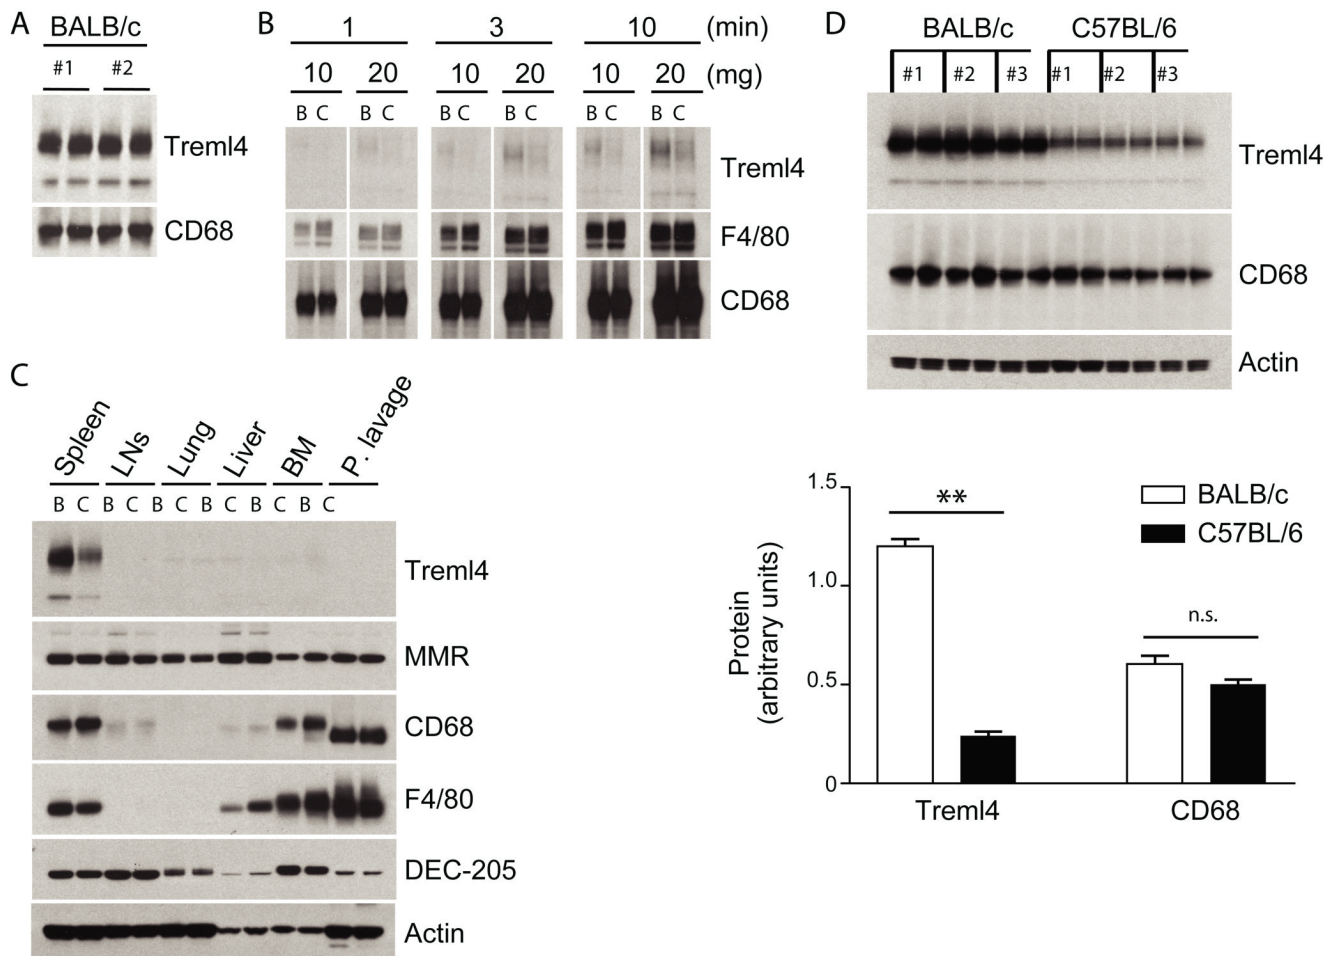 A
BALB/c
#1 #2
Treml4
CD68
B
1 3 10 (min)
10 20 10 20 10 20 (mg)
B C B C B C B C B C B C
Treml4
F4/80
CD68
C
Spleen LNs Lung Liver BM P. lavage
B C B C B C B C B C B C
Treml4
MMR
CD68
F4/80
DEC-205
Actin
D
BALB/c C57BL/6
#1 #2 #3 #1 #2 #3
Treml4
CD68
Actin
Protein
(arbitrary units)
1.5
1.0
0.5
0
**
n.s.
BALB/c
C57BL/6
Treml4 CD68